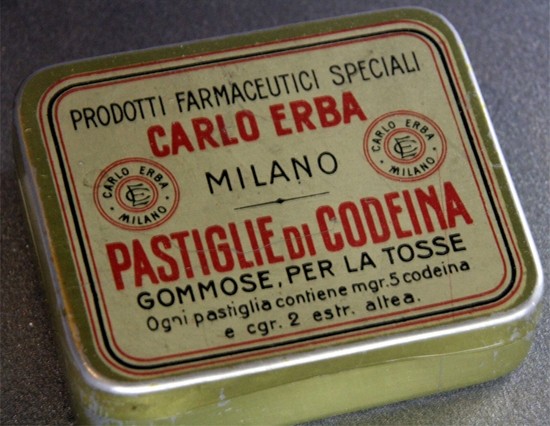 PRODOTTI FARMACEUTICI SPECIALI
CARLO ERBA
MILANO
CARLO ERBA
CE
MILANO
CARLO ERBA
CE
MILANO
PASTIGLIE DI CODEINA
GOMMOSE, PER LA TOSSE
Ogni pastiglia contiene mgr. 5 codeina
e cgr. 2 estr. altea.